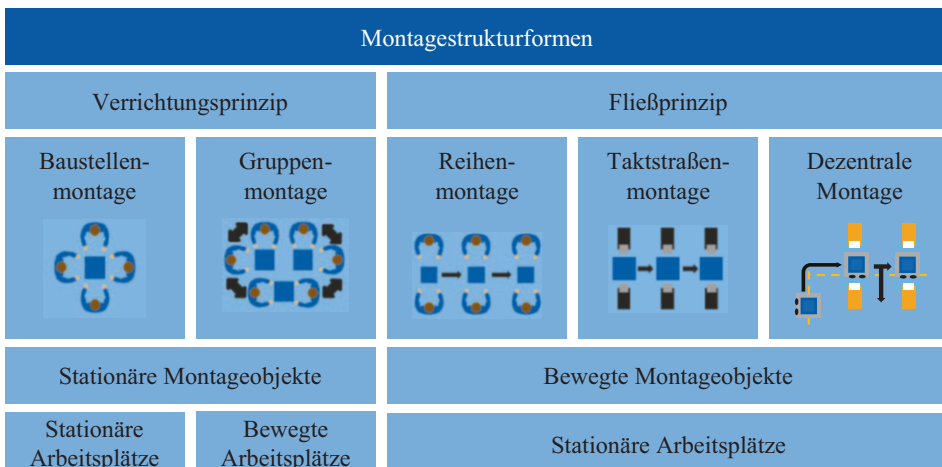 Montagestrukturformen
Verrichtungsprinzip
Fließprinzip
Baustellen-
montage
Gruppen-
montage
Reihen-
montage
Taktstraßen-
montage
Dezentrale
Montage
Stationäre Montageobjekte
Bewegte Montageobjekte
Stationäre
Arbeitsplätze
Bewegte
Arbeitsplätze
Stationäre Arbeitsplätze